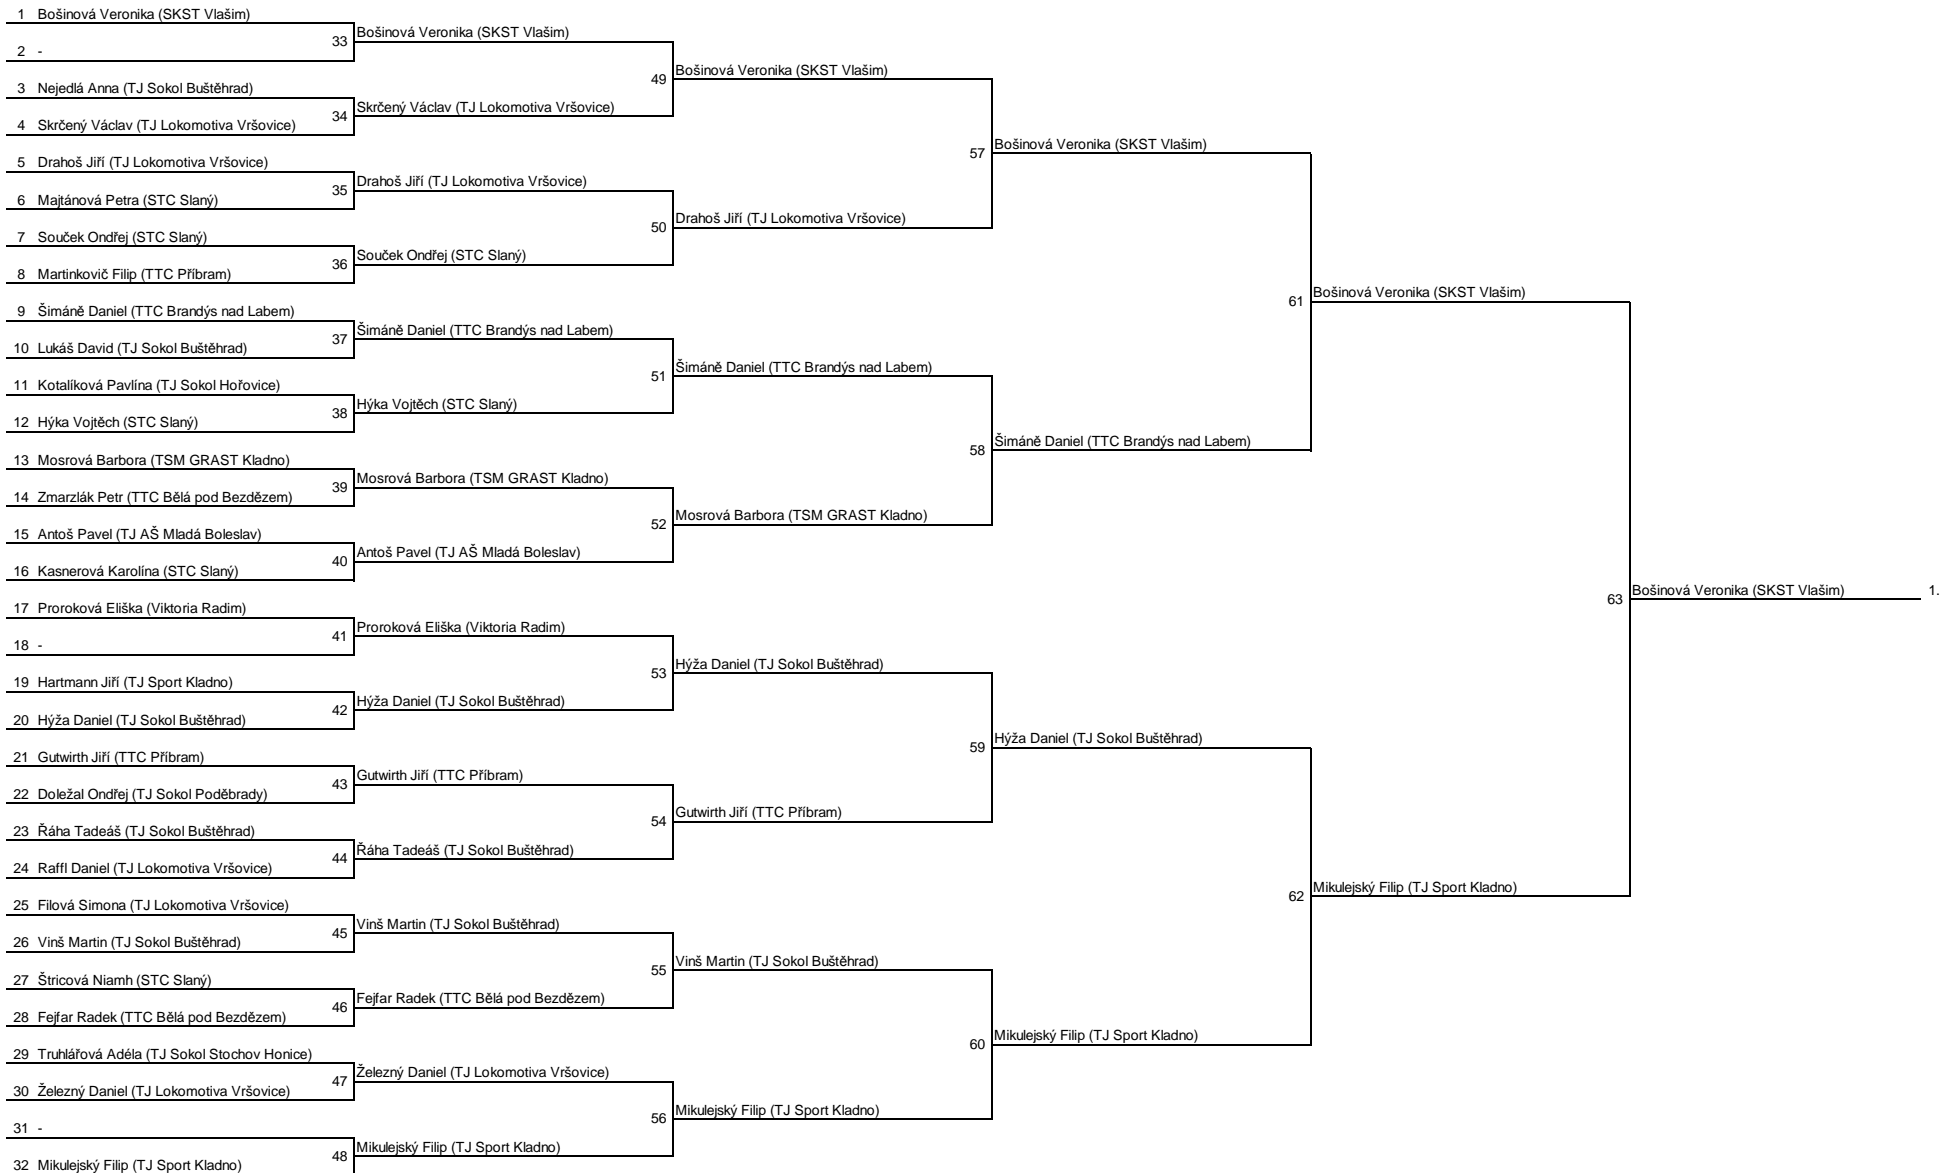 1 Bošinová Veronika (SKST Vlašim)
33 Bošinová Veronika (SKST Vlašim)
2 -
49 Bošinová Veronika (SKST Vlašim)
3 Nejedlá Anna (TJ Sokol Buštěhrad)
34 Skrčený Václav (TJ Lokomotiva Vršovice)
4 Skrčený Václav (TJ Lokomotiva Vršovice)
57 Bošinová Veronika (SKST Vlašim)
5 Drahoš Jiří (TJ Lokomotiva Vršovice)
35 Drahoš Jiří (TJ Lokomotiva Vršovice)
6 Majtánová Petra (STC Slaný)
50 Drahoš Jiří (TJ Lokomotiva Vršovice)
7 Souček Ondřej (STC Slaný)
36 Souček Ondřej (STC Slaný)
8 Martinkovič Filip (TTC Příbram)
61 Bošinová Veronika (SKST Vlašim)
9 Šimáně Daniel (TTC Brandýs nad Labem)
37 Šimáně Daniel (TTC Brandýs nad Labem)
10 Lukáš David (TJ Sokol Buštěhrad)
51 Šimáně Daniel (TTC Brandýs nad Labem)
11 Kotalíková Pavlína (TJ Sokol Hořovice)
38 Hýka Vojtěch (STC Slaný)
12 Hýka Vojtěch (STC Slaný)
58 Šimáně Daniel (TTC Brandýs nad Labem)
13 Mosrová Barbora (TSM GRAST Kladno)
39 Mosrová Barbora (TSM GRAST Kladno)
14 Zmarzlák Petr (TTC Bělá pod Bezdězem)
52 Mosrová Barbora (TSM GRAST Kladno)
15 Antoš Pavel (TJ AŠ Mladá Boleslav)
40 Antoš Pavel (TJ AŠ Mladá Boleslav)
16 Kasnerová Karolína (STC Slaný)
63 Bošinová Veronika (SKST Vlašim) 1.
17 Proroková Eliška (Viktoria Radim)
41 Proroková Eliška (Viktoria Radim)
18 -
53 Hýža Daniel (TJ Sokol Buštěhrad)
19 Hartmann Jiří (TJ Sport Kladno)
42 Hýža Daniel (TJ Sokol Buštěhrad)
20 Hýža Daniel (TJ Sokol Buštěhrad)
59 Hýža Daniel (TJ Sokol Buštěhrad)
21 Gutwirth Jiří (TTC Příbram)
43 Gutwirth Jiří (TTC Příbram)
22 Doležal Ondřej (TJ Sokol Poděbrady)
54 Gutwirth Jiří (TTC Příbram)
23 Řáha Tadeáš (TJ Sokol Buštěhrad)
44 Řáha Tadeáš (TJ Sokol Buštěhrad)
24 Raffl Daniel (TJ Lokomotiva Vršovice)
62 Mikulejský Filip (TJ Sport Kladno)
25 Filová Simona (TJ Lokomotiva Vršovice)
45 Vinš Martin (TJ Sokol Buštěhrad)
26 Vinš Martin (TJ Sokol Buštěhrad)
55 Vinš Martin (TJ Sokol Buštěhrad)
27 Štricová Niamh (STC Slaný)
46 Fejfar Radek (TTC Bělá pod Bezdězem)
28 Fejfar Radek (TTC Bělá pod Bezdězem)
60 Mikulejský Filip (TJ Sport Kladno)
29 Truhlářová Adéla (TJ Sokol Stochov Honice)
47 Železný Daniel (TJ Lokomotiva Vršovice)
30 Železný Daniel (TJ Lokomotiva Vršovice)
56 Mikulejský Filip (TJ Sport Kladno)
31 -
48 Mikulejský Filip (TJ Sport Kladno)
32 Mikulejský Filip (TJ Sport Kladno)